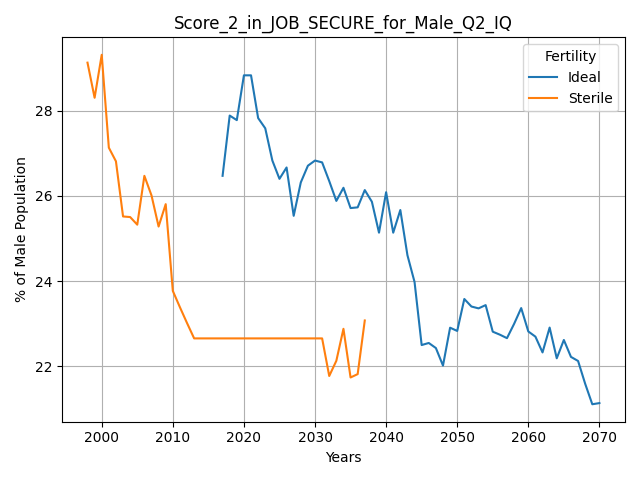 Score_2_in_JOB_SECURE_for_Male_Q2_IQ
Fertility
Ideal
Sterile
% of Male Population
28
26
24
22
2000 2010 2020 2030 2040 2050 2060 2070
Years